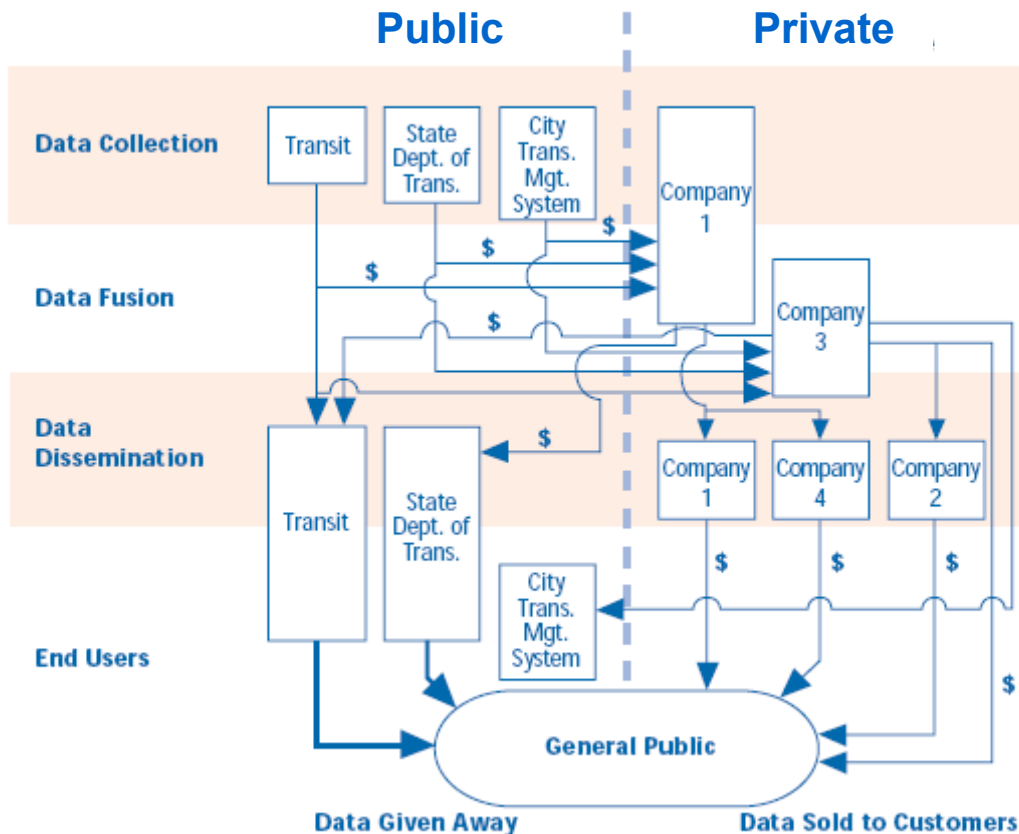 Public
Private
Data Collection
Transit
State
Dept. of
Trans.
City
Trans.
Mgt.
System
Company
1
$
$
$
Data Fusion
$
Company
3
Data
Dissemination
$
Transit
State
Dept. of
Trans.
Company
1
Company
4
Company
2
$
$
$
City
Trans.
Mgt.
System
End Users
$
General Public
Data Given Away
Data Sold to Customers